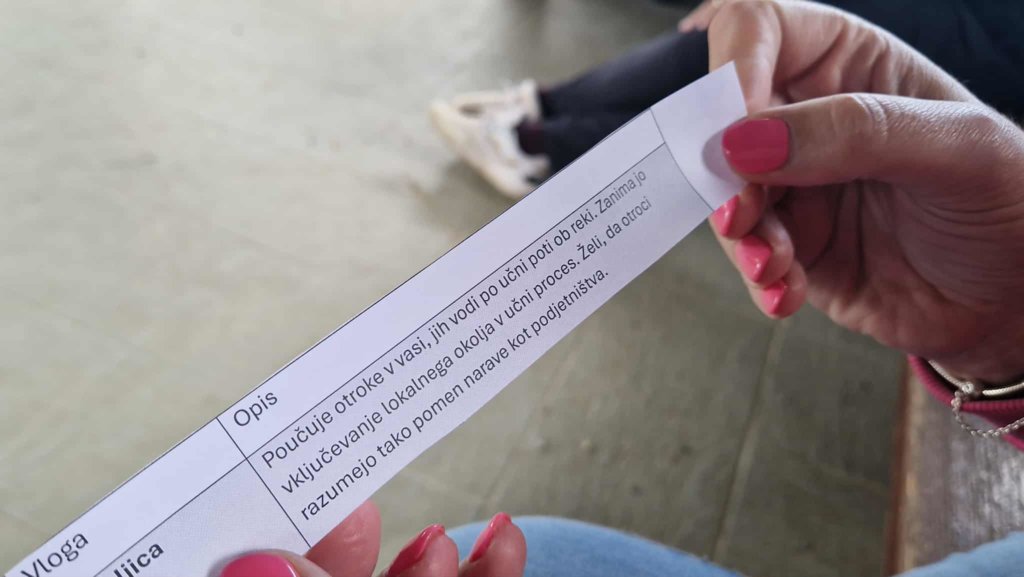 Vloga
Opis
ljica
Poučuje otroke v vasi, jih vodi po učni poti ob reki. Zanima jo
vključevanje lokalnega okolja v učni proces. Želi, da otroci
razumejo tako pomen narave kot podjetništva.